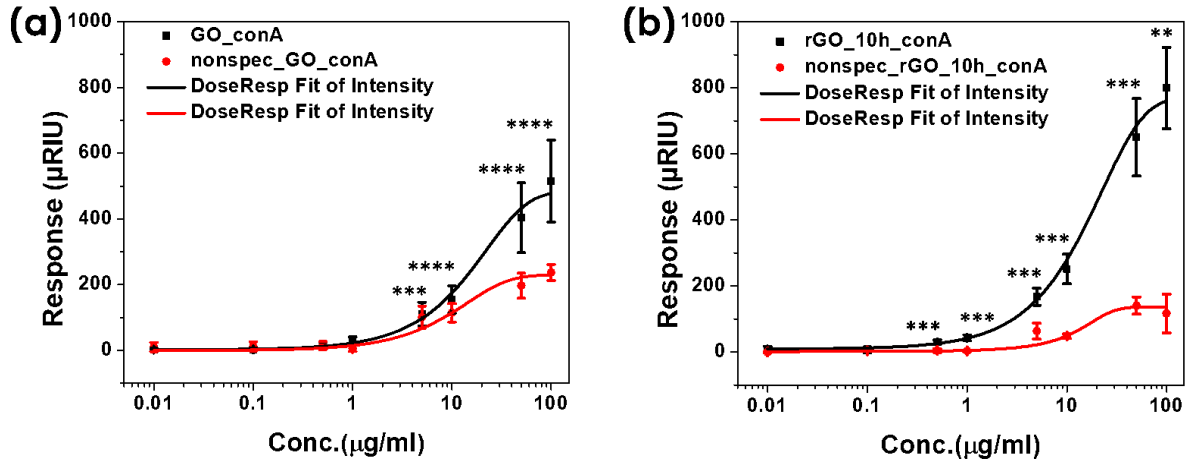 (a)
GO_conA
nonspec_GO_conA
DoseResp Fit of Intensity
DoseResp Fit of Intensity
****
****
****
***
1000
800
600
400
200
0
Response (µRIU)
0.01
0.1
1
10
100
Conc.(µg/ml)
(b)
rGO_10h_conA
nonspec_rGO_10h_conA
DoseResp Fit of Intensity
DoseResp Fit of Intensity
**
***
***
***
***
***
1000
800
600
400
200
0
Response (µRIU)
0.01
0.1
1
10
100
Conc.(µg/ml)